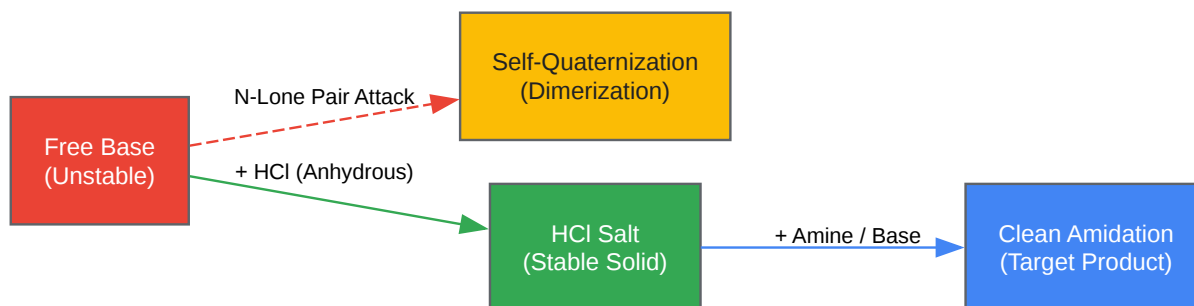 Free Base
(Unstable)
N-Lone Pair Attack
+ HCl (Anhydrous)
Self-Quaternization
(Dimerization)
HCl Salt
(Stable Solid)
+ Amine / Base
Clean Amidation
(Target Product)